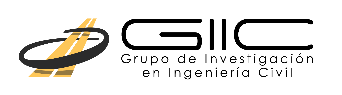 GIIC
Grupo de Investigación
en Ingeniería Civil